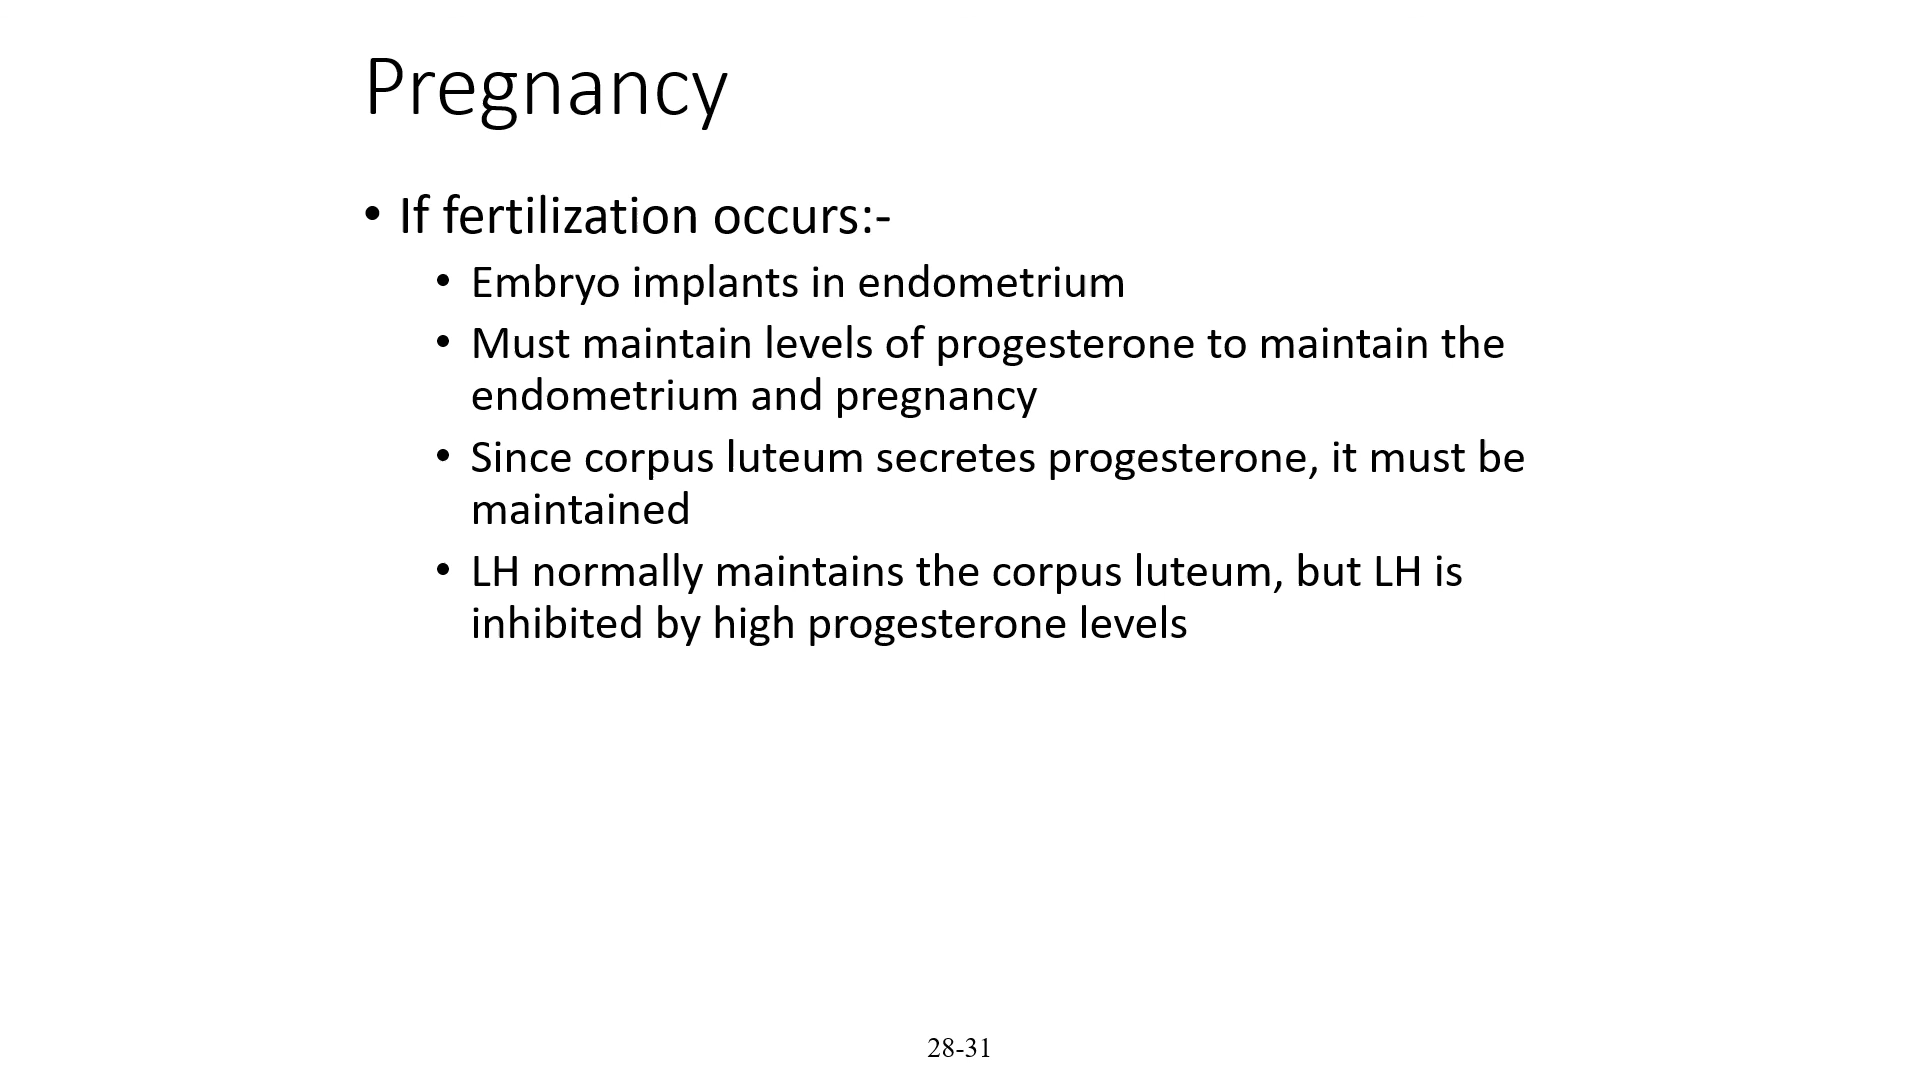 Pregnancy
• If fertilization occurs:-
• Embryo implants in endometrium
• Must maintain levels of progesterone to maintain the
endometrium and pregnancy
• Since corpus luteum secretes progesterone, it must be
maintained
• LH normally maintains the corpus luteum, but LH is
inhibited by high progesterone levels
28-31